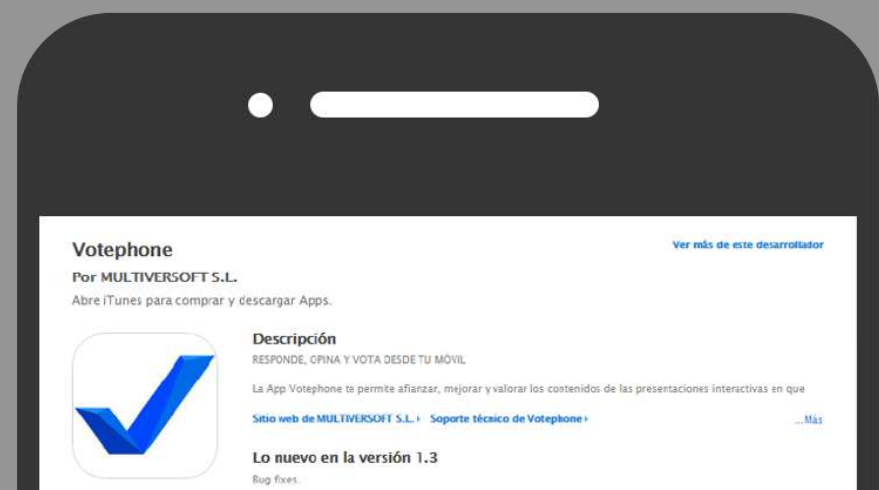 Votephone
Ver más de este desarrollador
Por MULTIVERSOFT S.L.
Abre iTunes para comprar y descargar Apps.
Descripción
RESPONDE, OPINA Y VOTA DESDE TU MÓVIL
La App Votephone te permite afianzar, mejorar y valorar los contenidos de las presentaciones interactivas en que
Sitio web de MULTIVERSOFT S.L. Soporte técnico de Votephone
...Más
Lo nuevo en la versión 1.3
Bug fixes.